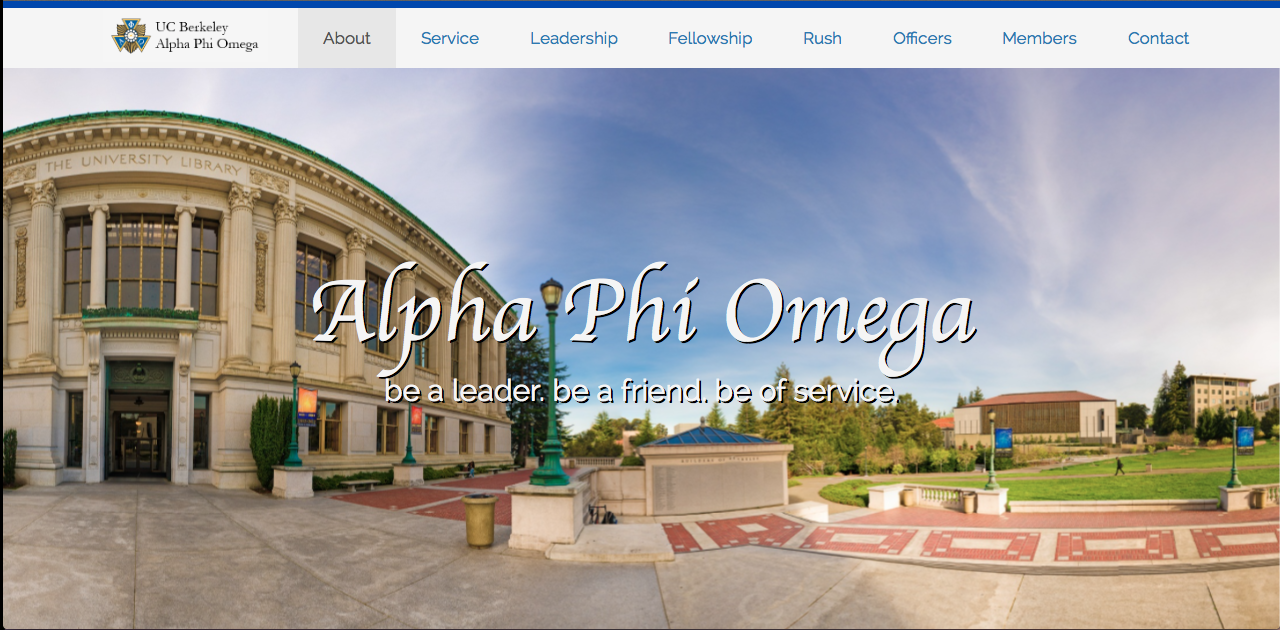 UC Berkeley
Alpha Phi Omega
About
Service
Leadership
Fellowship
Rush
Officers
Members
Contact
THE UNIVERSITY LIBRARY
Alpha Phi Omega
be a leader. be a friend. be of service.